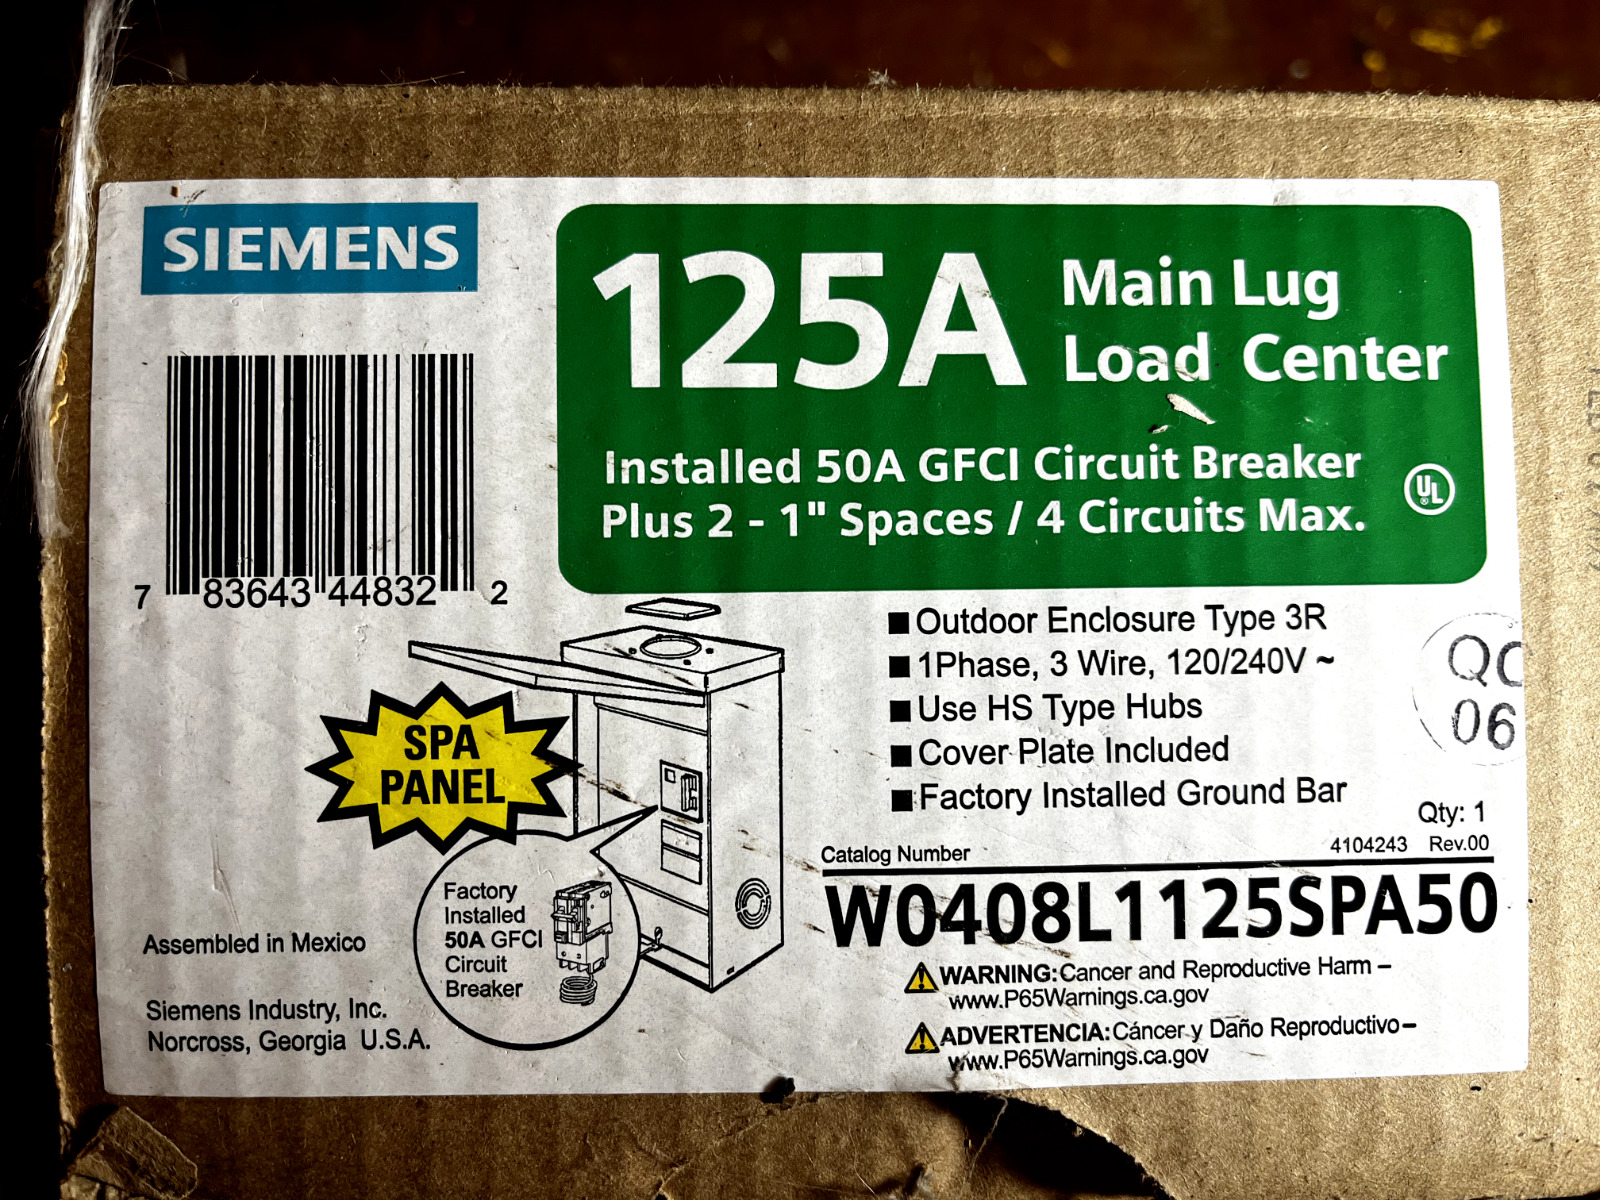 SIEMENS
125A Main Lug
Load Center
Installed 50A GFCI Circuit Breaker
Plus 2 - 1" Spaces / 4 Circuits Max.
UL
7 83643 44832 2
■ Outdoor Enclosure Type 3R
■ 1Phase, 3 Wire, 120/240V ~
■ Use HS Type Hubs
■ Cover Plate Included
■ Factory Installed Ground Bar
QC
06
SPA
PANEL
Qty: 1
4104243 Rev.00
Catalog Number
W0408L1125SPA50
Factory
Installed
50A GFCI
Circuit
Breaker
Assembled in Mexico
Siemens Industry, Inc.
Norcross, Georgia U.S.A.
WARNING: Cancer and Reproductive Harm –
www.P65Warnings.ca.gov
ADVERTENCIA: Cáncer y Daño Reproductivo–
www.P65Warnings.ca.gov